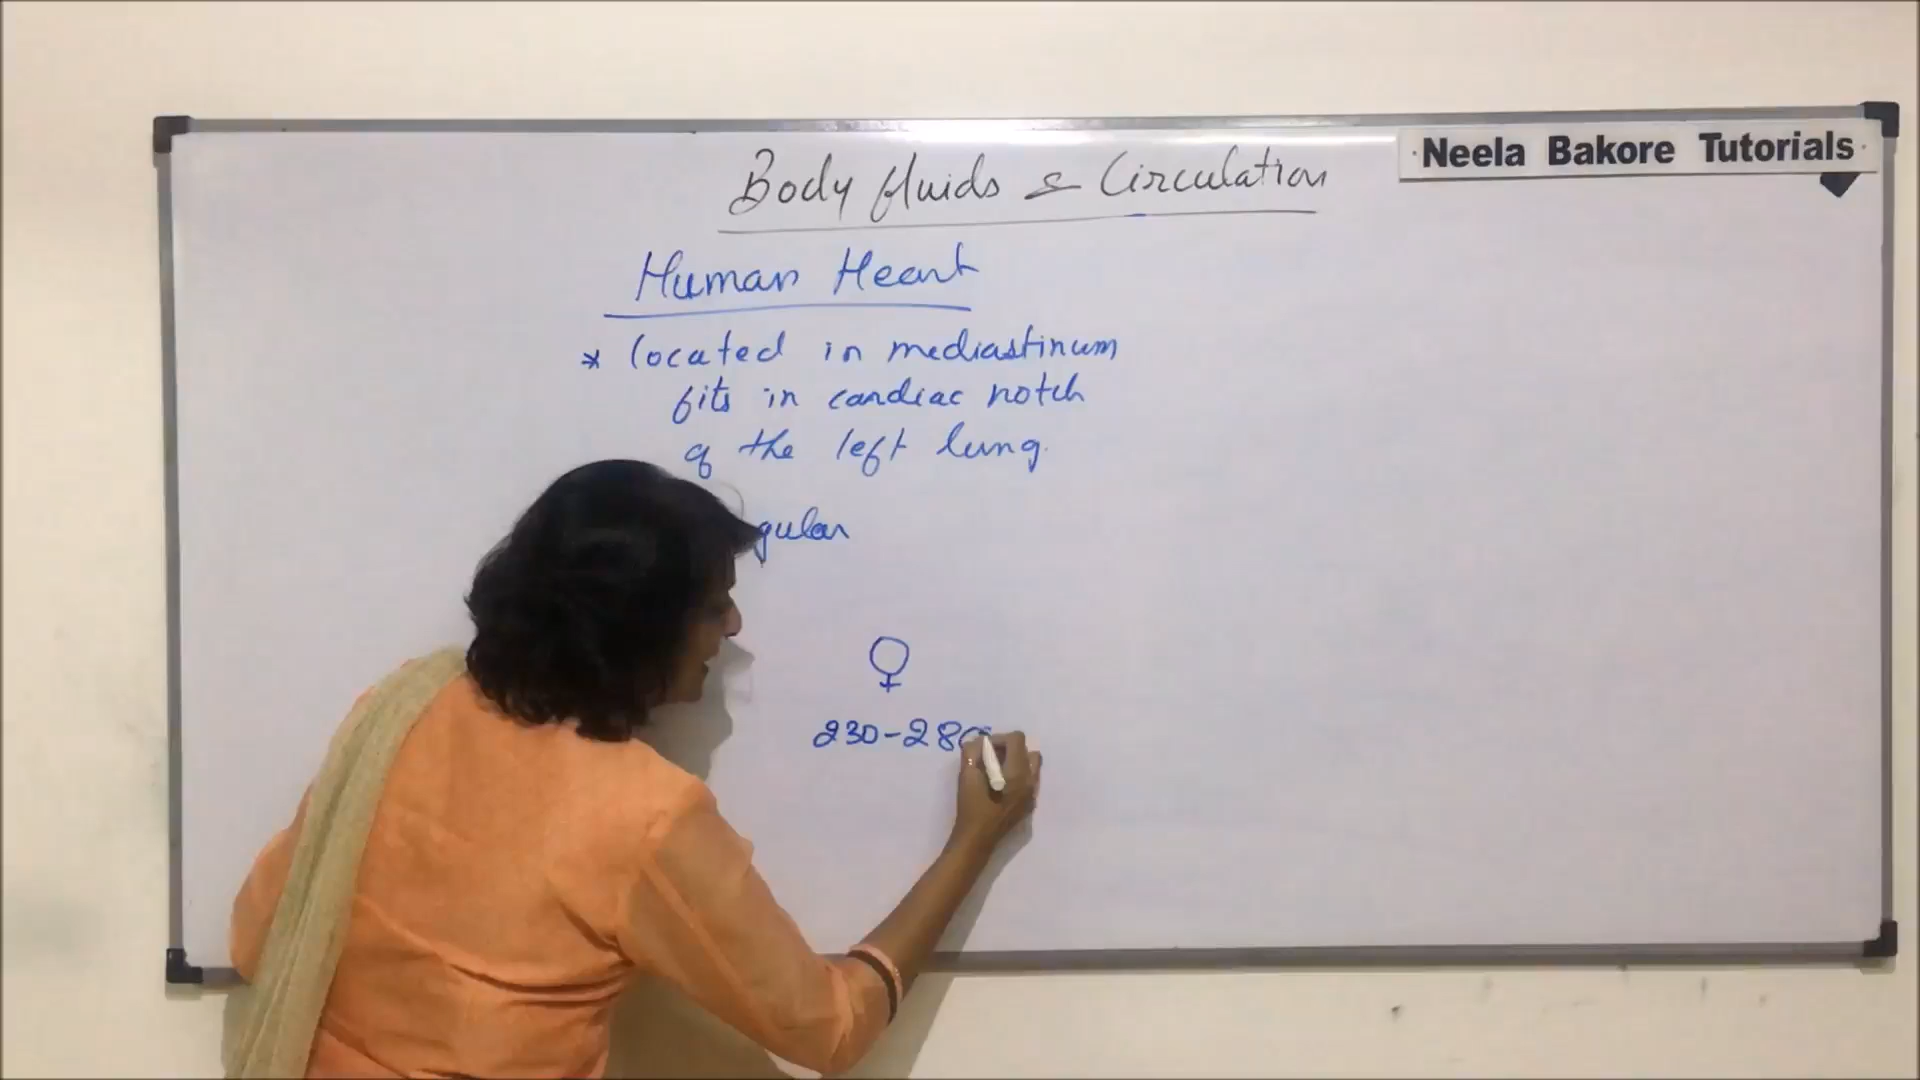 Neela Bakore Tutorials
Body fluids & Circulation
Human Heart
* located in mediastinum
fits in cardiac notch
of the left lung.
gular
♀
230-280